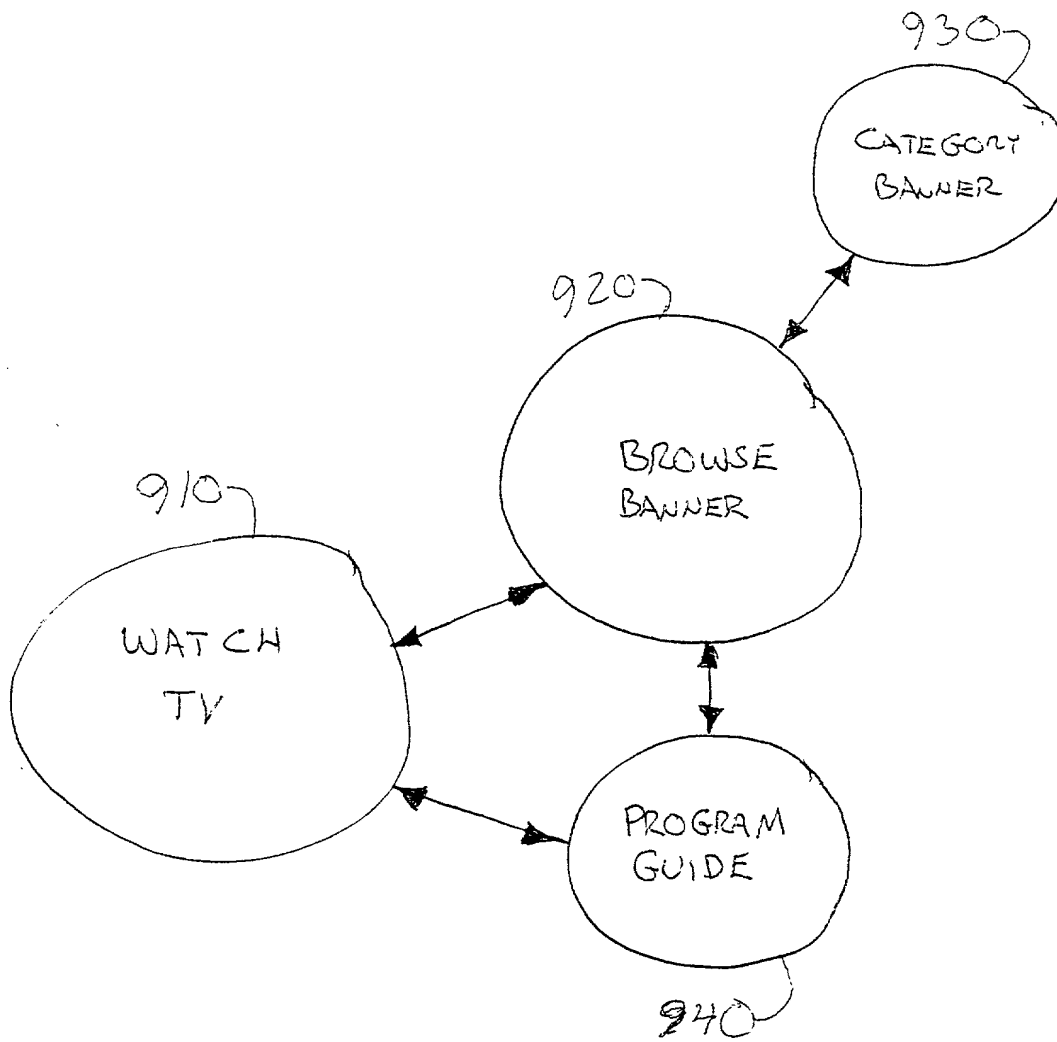 930
CATEGORY
BANNER
920
BROWSE
BANNER
910
WATCH
TV
PROGRAM
GUIDE
940